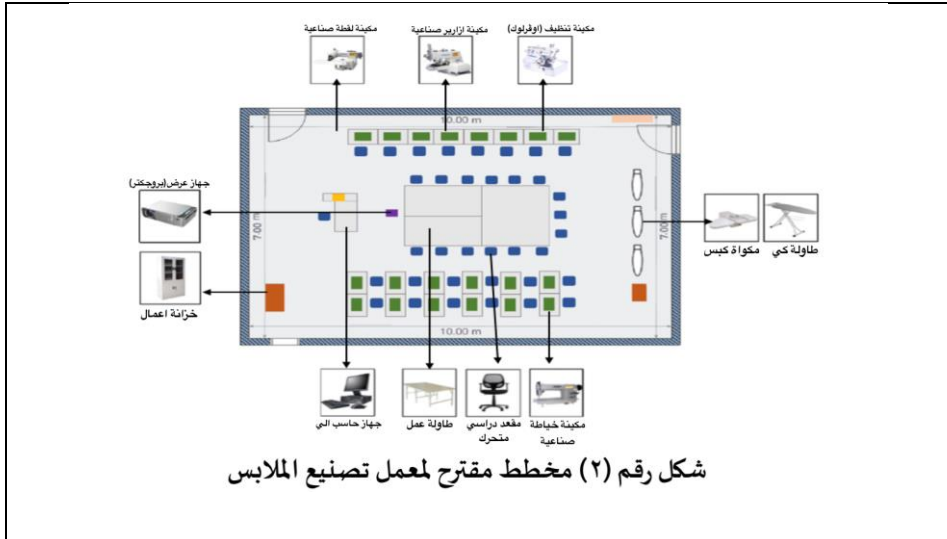 مكينة تنظيف (اوفرلوك)
مكينة ازارير صناعية
مكينة لقطة صناعية
10.00 m
جهاز عرض(بروجكتر)
7.00 m
7.00 m
طاولة كي
مكواة كبس
خزانة اعمال
10.00 m
مكينة خياطة صناعية
مقعد دراسي متحرك
طاولة عمل
جهاز حاسب الي
شكل رقم (٢) مخطط مقترح لمعمل تصنيع الملابس